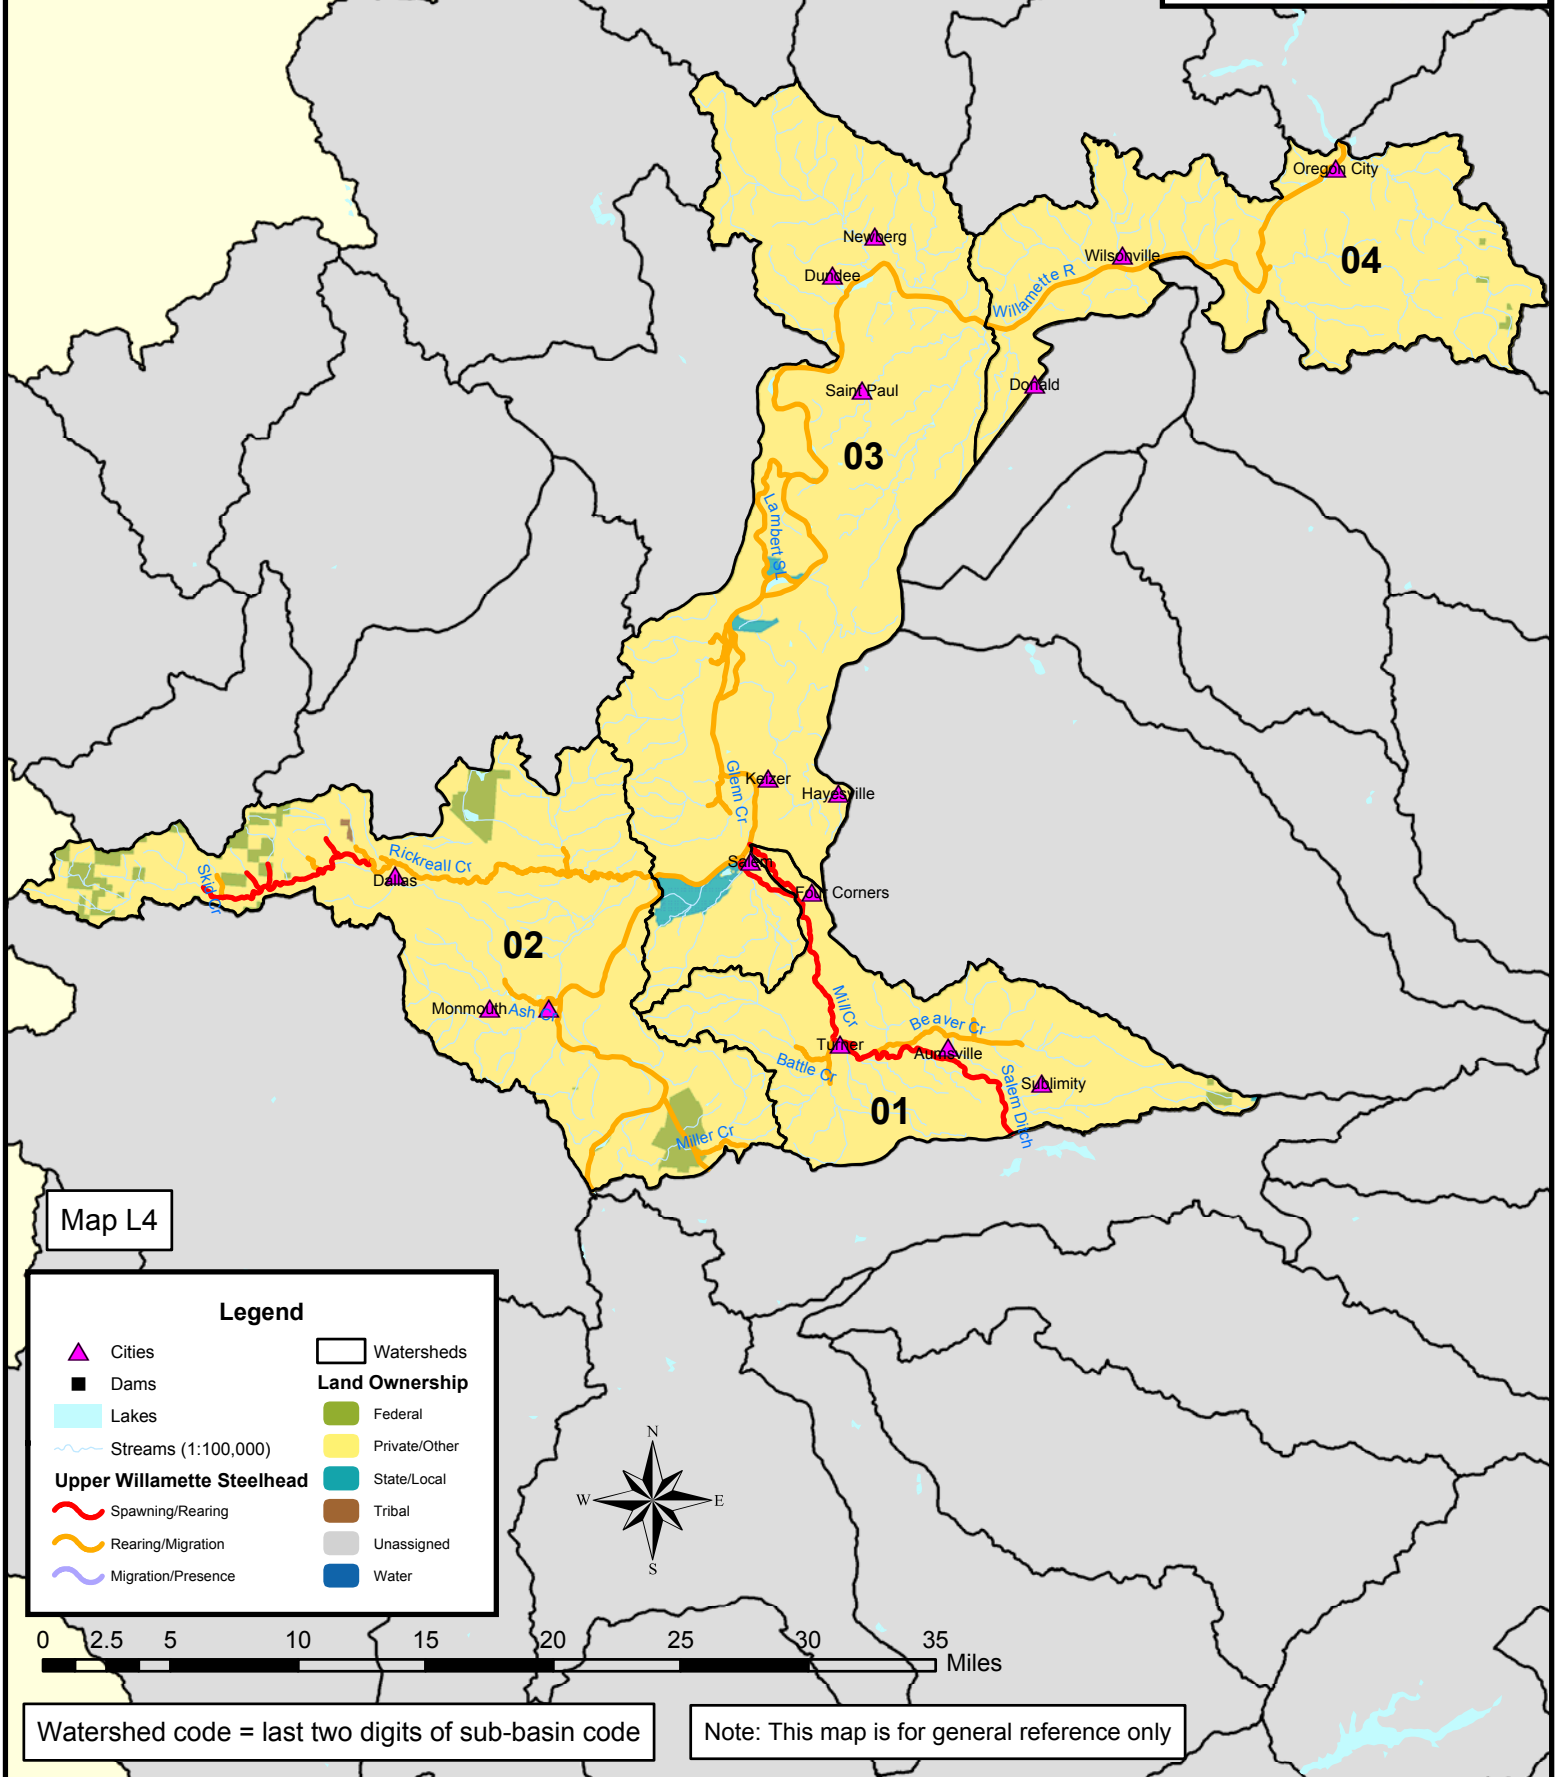 Oregon City
04
Newberg
Wilsonville
Dundee
Willamette R
Saint Paul
Donald
03
Lambert SL
Glenn Cr
Keizer
Hayesville
Salem
Rickreall Cr
Dallas
Skid Cr
Four Corners
02
Monmouth
Ash Cr
Mill Cr
Beaver Cr
Turner
Aumsville
Battle Cr
Salem Ditch
Sublimity
01
Miller Cr
Map L4
Legend
Cities
Watersheds
Dams
Land Ownership
Lakes
Federal
Streams (1:100,000)
Private/Other
Upper Willamette Steelhead
State/Local
Spawning/Rearing
Tribal
Rearing/Migration
Unassigned
Migration/Presence
Water
N
W
E
S
0 2.5 5 10 15 20 25 30 35
Miles
Watershed code = last two digits of sub-basin code
Note: This map is for general reference only